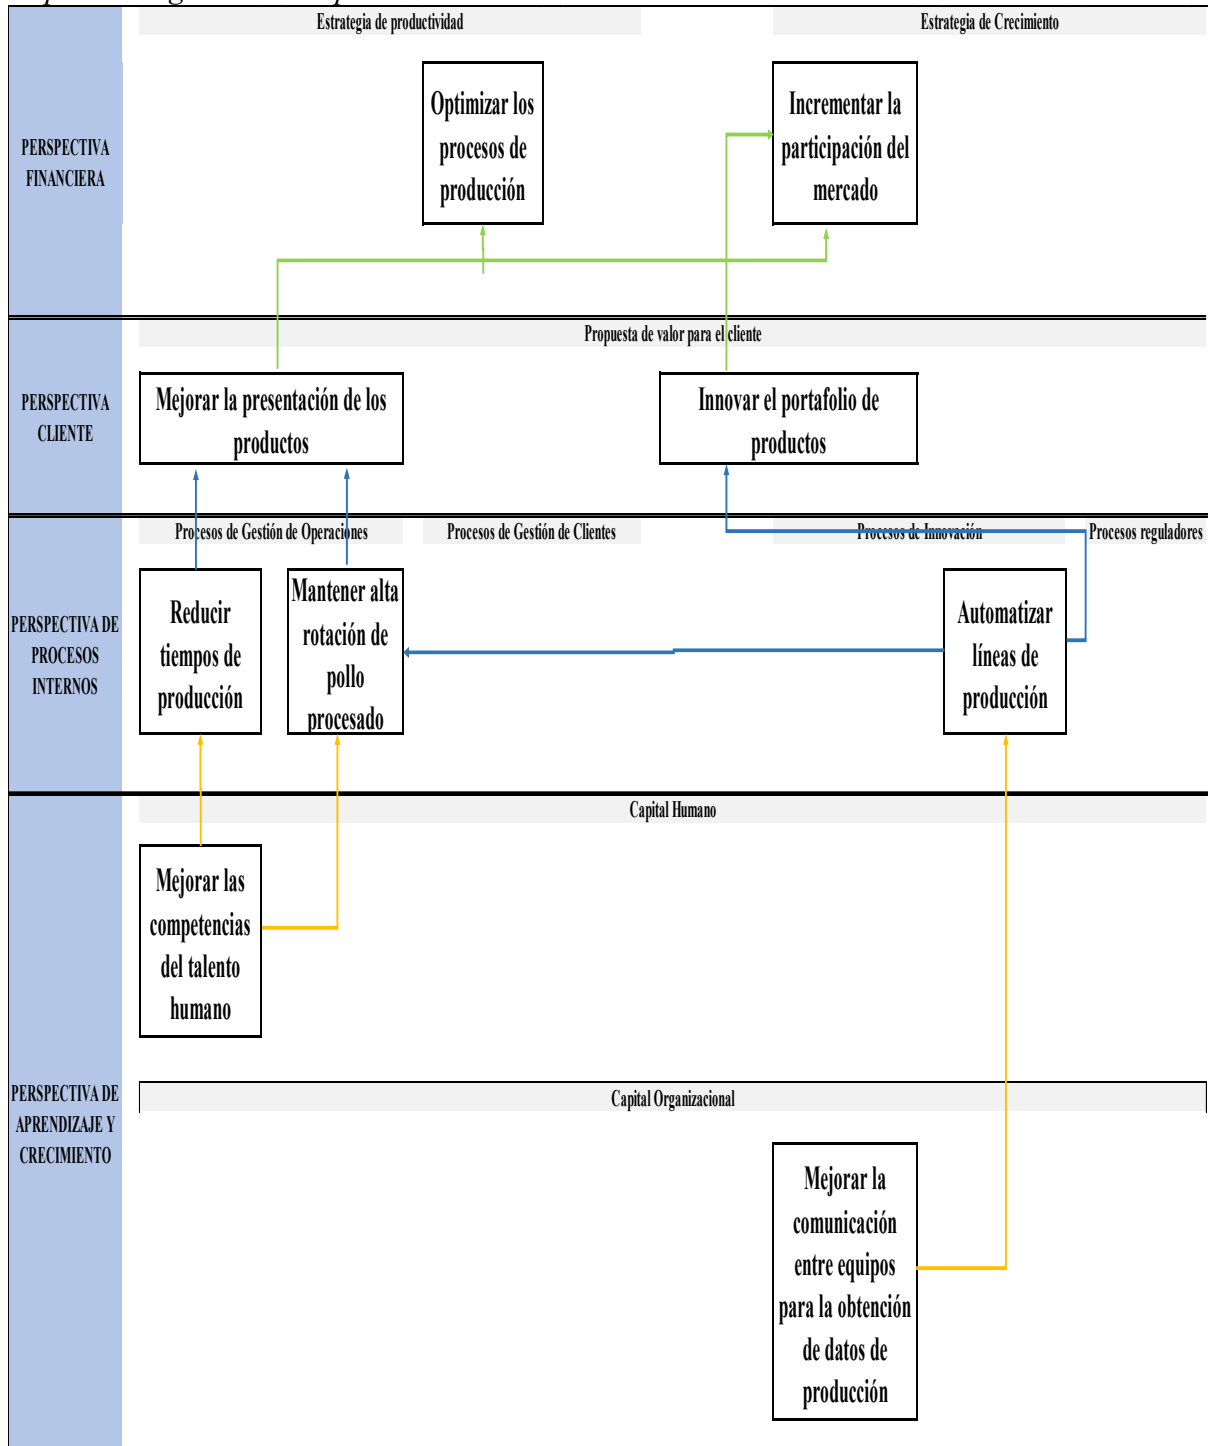 Estrategia de productividad
Estrategia de Crecimiento
PERSPECTIVA
FINANCIERA
Optimizar los
procesos de
producción
Incrementar la
participación del
mercado
Propuesta de valor para el cliente
PERSPECTIVA
CLIENTE
Mejorar la presentación de los
productos
Innovar el portafolio de
productos
Procesos de Gestión de Operaciones
Procesos de Gestión de Clientes
Procesos de Innovación
Procesos reguladores
PERSPECTIVA DE
PROCESOS
INTERNOS
Reducir
tiempos de
producción
Mantener alta
rotación de
pollo
procesado
Automatizar
líneas de
producción
Capital Humano
Mejorar las
competencias
del talento
humano
PERSPECTIVA DE
APRENDIZAJE Y
CRECIMIENTO
Capital Organizacional
Mejorar la
comunicación
entre equipos
para la obtención
de datos de
producción